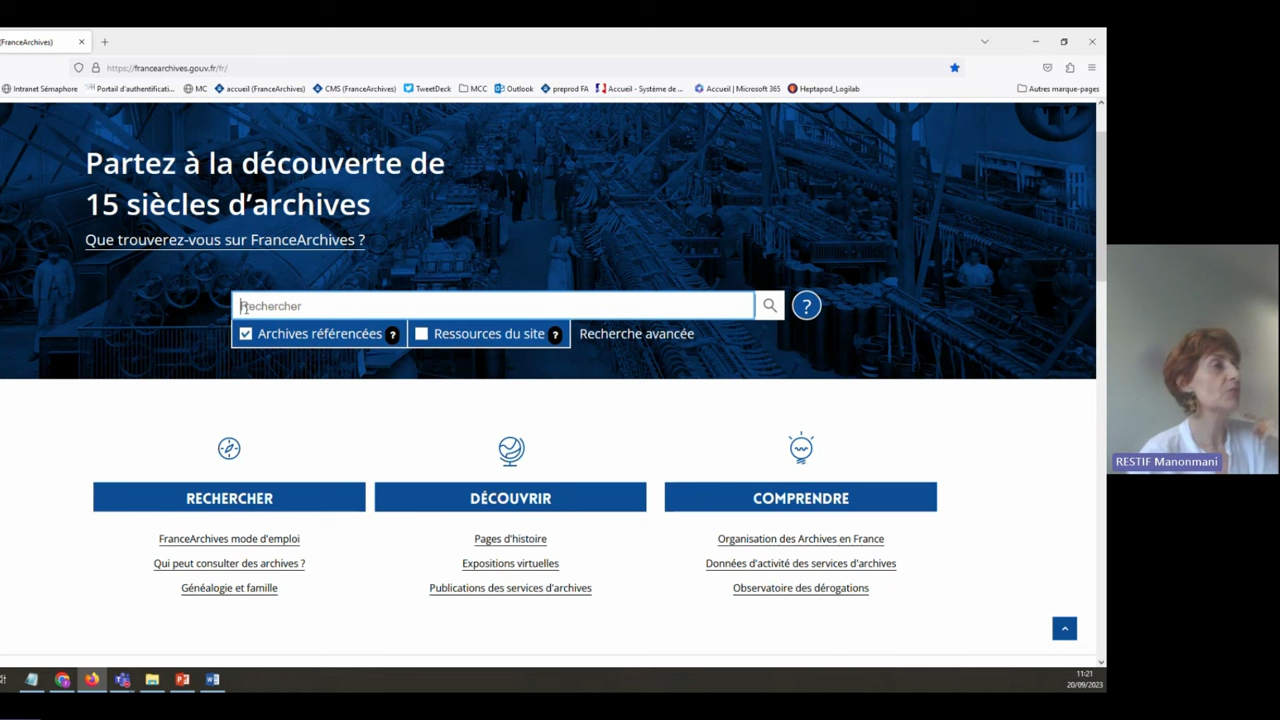 (FranceArchives)
https://francearchives.gouv.fr/fr/
Intranet Sémaphore Portail d'authentificati... MC accueil (FranceArchives) CMS (FranceArchives) TweetDeck MCC Outlook preprod FA Accueil - Système de ... Accueil | Microsoft 365 Heptapod_Logilab Autres marque-pages
Partez à la découverte de
15 siècles d'archives
Que trouverez-vous sur FranceArchives ?
Rechercher ?
Archives référencées ? Ressources du site ? Recherche avancée
RECHERCHER DÉCOUVRIR COMPRENDRE
FranceArchives mode d'emploi Pages d'histoire Organisation des Archives en France
Qui peut consulter des archives ? Expositions virtuelles Données d'activité des services d'archives
Généalogie et famille Publications des services d'archives Observatoire des dérogations
RESTIF Manonmani
11:21
20/09/2023